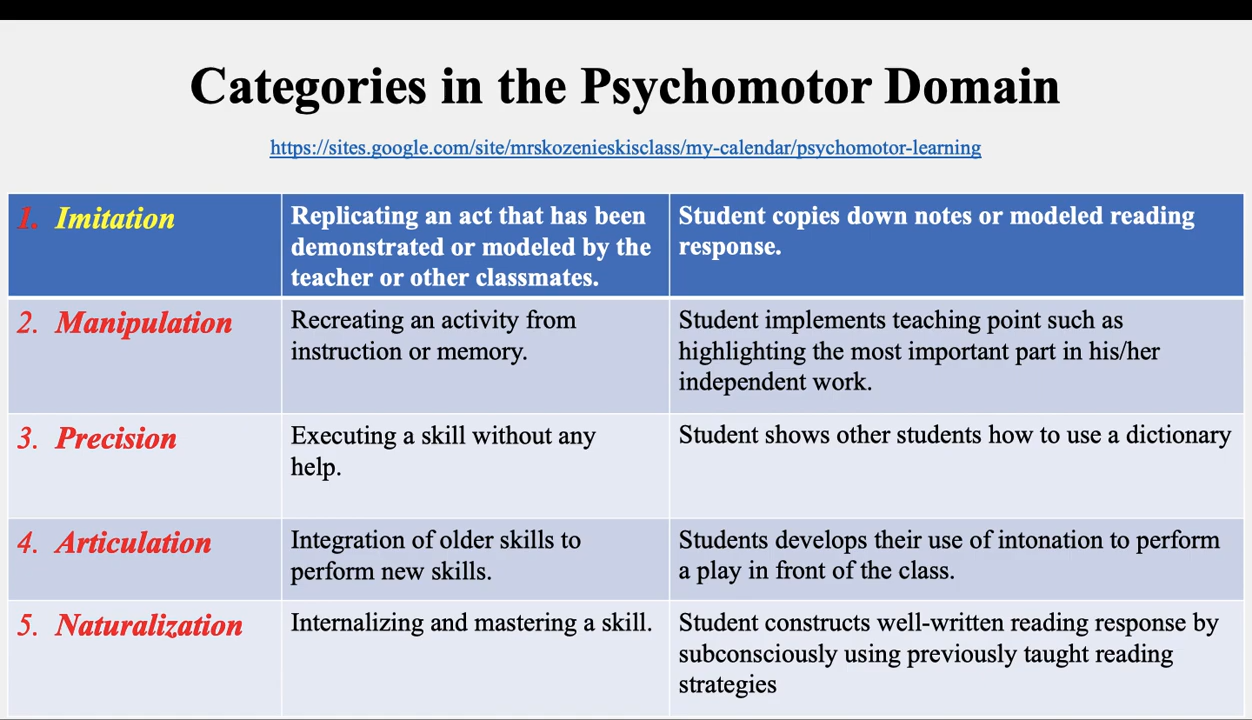 Categories in the Psychomotor Domain
https://sites.google.com/site/mrskozenieskisclass/my-calendar/psychomotor-learning
1. Imitation
Replicating an act that has been
demonstrated or modeled by the
teacher or other classmates.
Student copies down notes or modeled reading
response.
2. Manipulation
Recreating an activity from
instruction or memory.
Student implements teaching point such as
highlighting the most important part in his/her
independent work.
3. Precision
Executing a skill without any
help.
Student shows other students how to use a dictionary
4. Articulation
Integration of older skills to
perform new skills.
Students develops their use of intonation to perform
a play in front of the class.
5. Naturalization
Internalizing and mastering a skill.
Student constructs well-written reading response by
subconsciously using previously taught reading
strategies